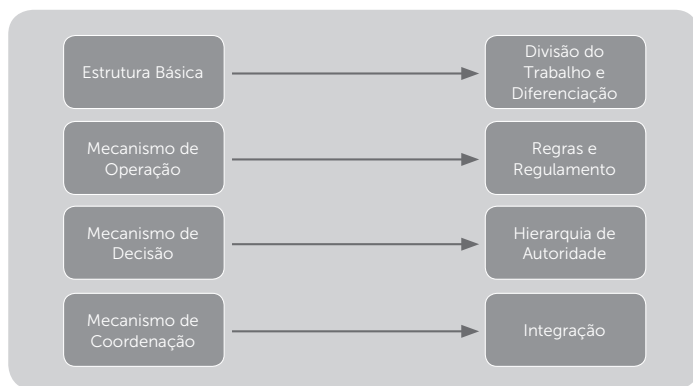 Estrutura Básica
Divisão do
Trabalho e
Diferenciação
Mecanismo de
Operação
Regras e
Regulamento
Mecanismo de
Decisão
Hierarquia de
Autoridade
Mecanismo de
Coordenação
Integração